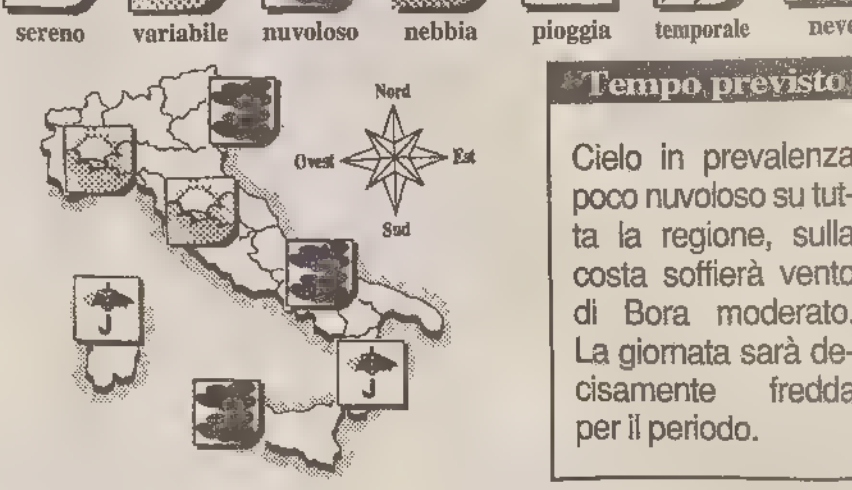 sereno variabile nuvoloso nebbia pioggia temporale neve
Nord
Ovest Est
Sud
Tempo previsto
Cielo in prevalenza
poco nuvoloso su tut-
ta la regione, sulla
costa soffierà vento
di Bora moderato.
La giornata sarà de-
cisamente fredda
per il periodo.